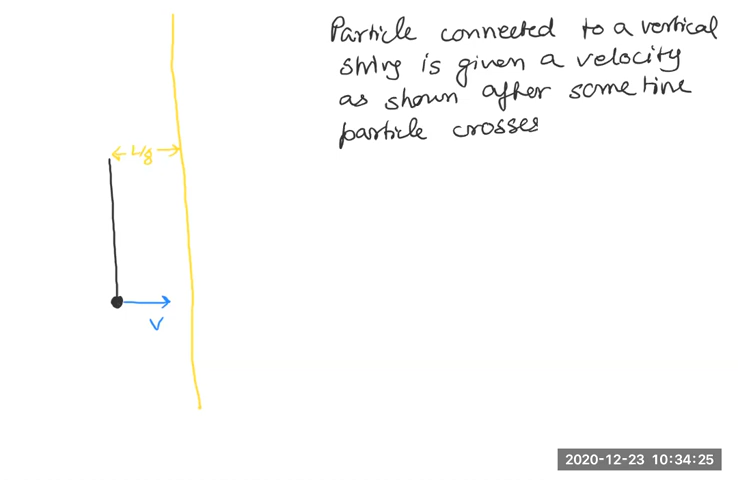 Particle connected to a vertical
string is given a velocity
as shown after some time
particle crosses
L/8
V
2020-12-23 10:34:25